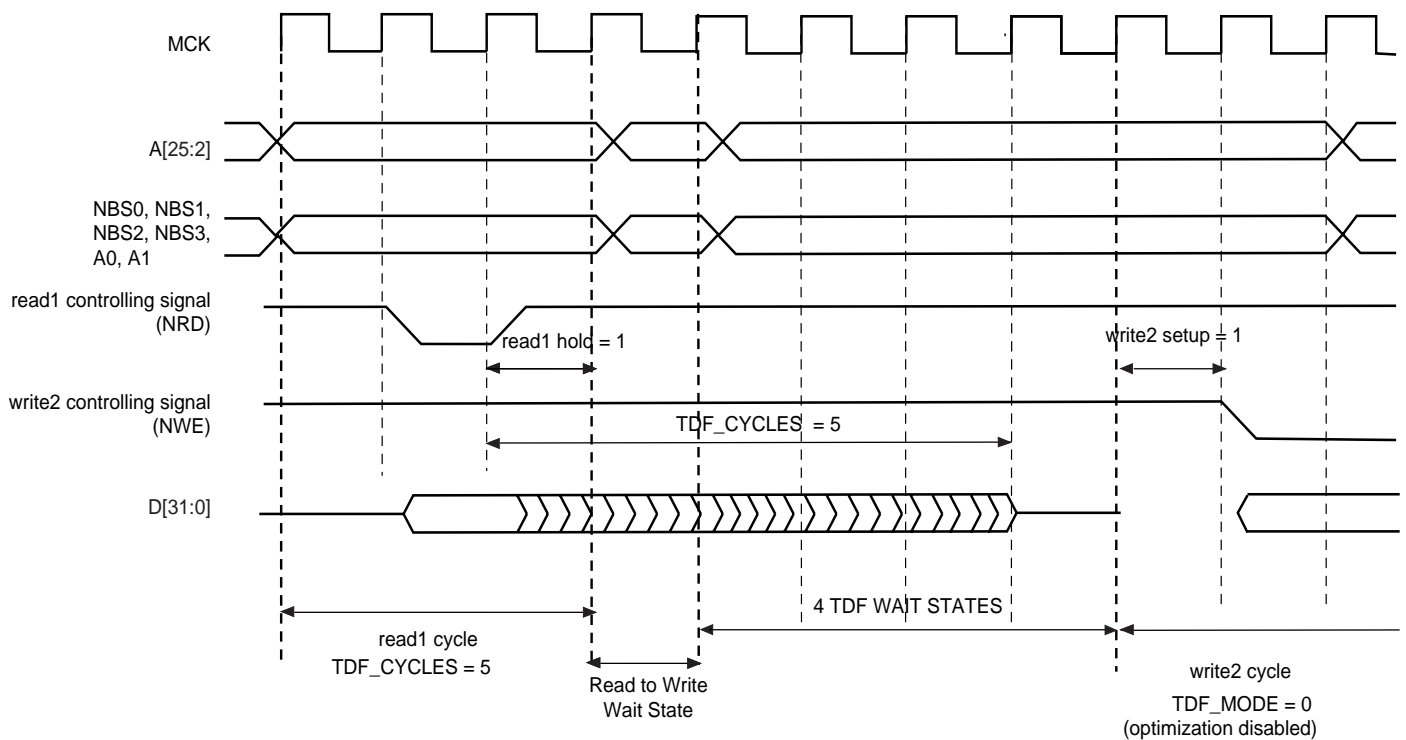 MCK
A[25:2]
NBS0, NBS1,
NBS2, NBS3,
A0, A1
read1 controlling signal
(NRD)
read1 hold = 1
write2 setup = 1
write2 controlling signal
(NWE)
TDF_CYCLES = 5
D[31:0]
4 TDF WAIT STATES
read1 cycle
TDF_CYCLES = 5
Read to Write
Wait State
write2 cycle
TDF_MODE = 0
(optimization disabled)